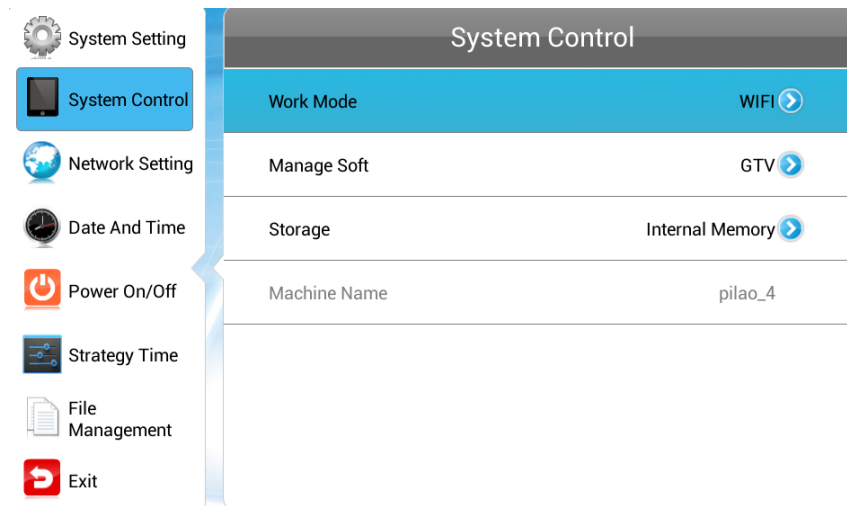 System Setting
System Control
Network Setting
Date And Time
Power On/Off
Strategy Time
File
Management
Exit
System Control
Work Mode WIFI
Manage Soft GTV
Storage Internal Memory
Machine Name pilao_4